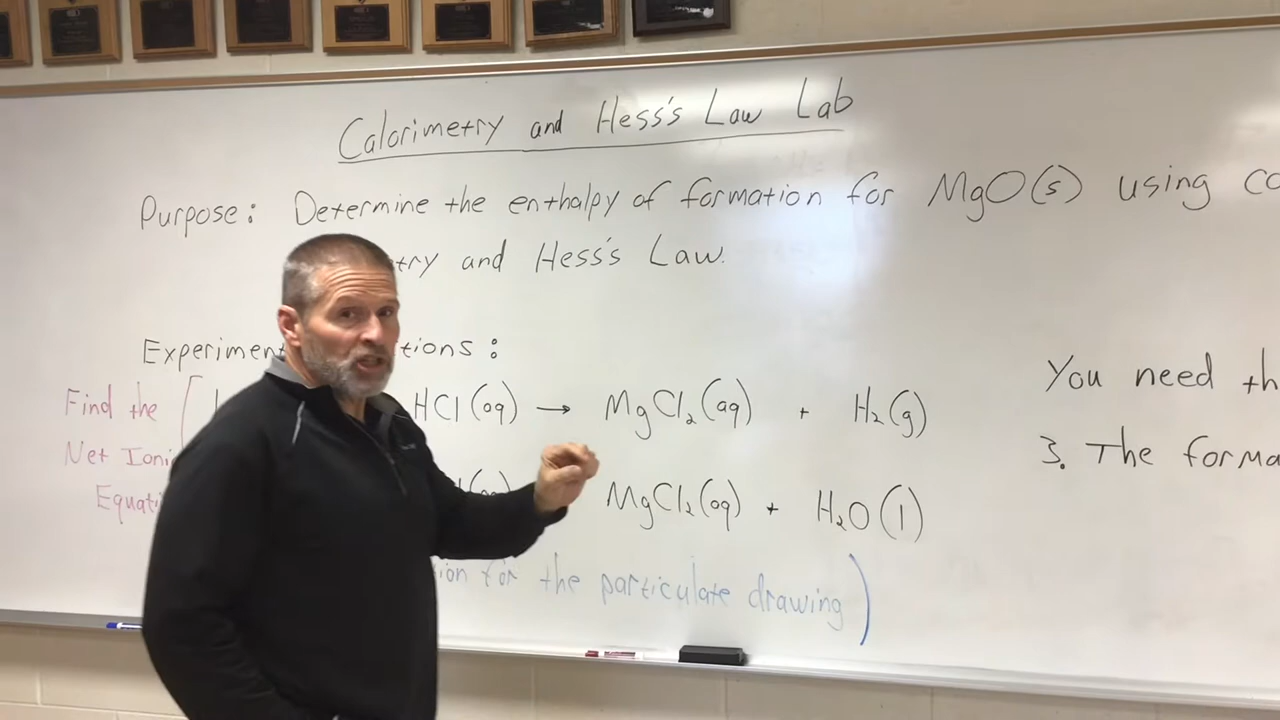 Calorimetry and Hess's Law Lab
Purpose: Determine the enthalpy of formation for MgO(s) using co
try and Hess's Law.
Experiment tions:
Find the HCl(aq) → MgCl₂(aq) + H₂(g)
Net Ioni
Equati (aq) MgCl₂(aq) + H₂O(l)
ion for the particulate drawing)
You need th
3. The forma